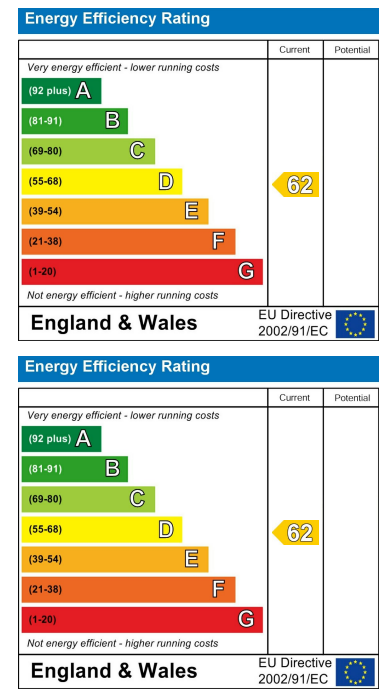 Energy Efficiency Rating
Current Potential
Very energy efficient - lower running costs
(92 plus) A
(81-91) B
(69-80) C
(55-68) D
62
(39-54) E
(21-38) F
(1-20) G
Not energy efficient - higher running costs
England & Wales
EU Directive
2002/91/EC
Energy Efficiency Rating
Current Potential
Very energy efficient - lower running costs
(92 plus) A
(81-91) B
(69-80) C
(55-68) D
62
(39-54) E
(21-38) F
(1-20) G
Not energy efficient - higher running costs
England & Wales
EU Directive
2002/91/EC